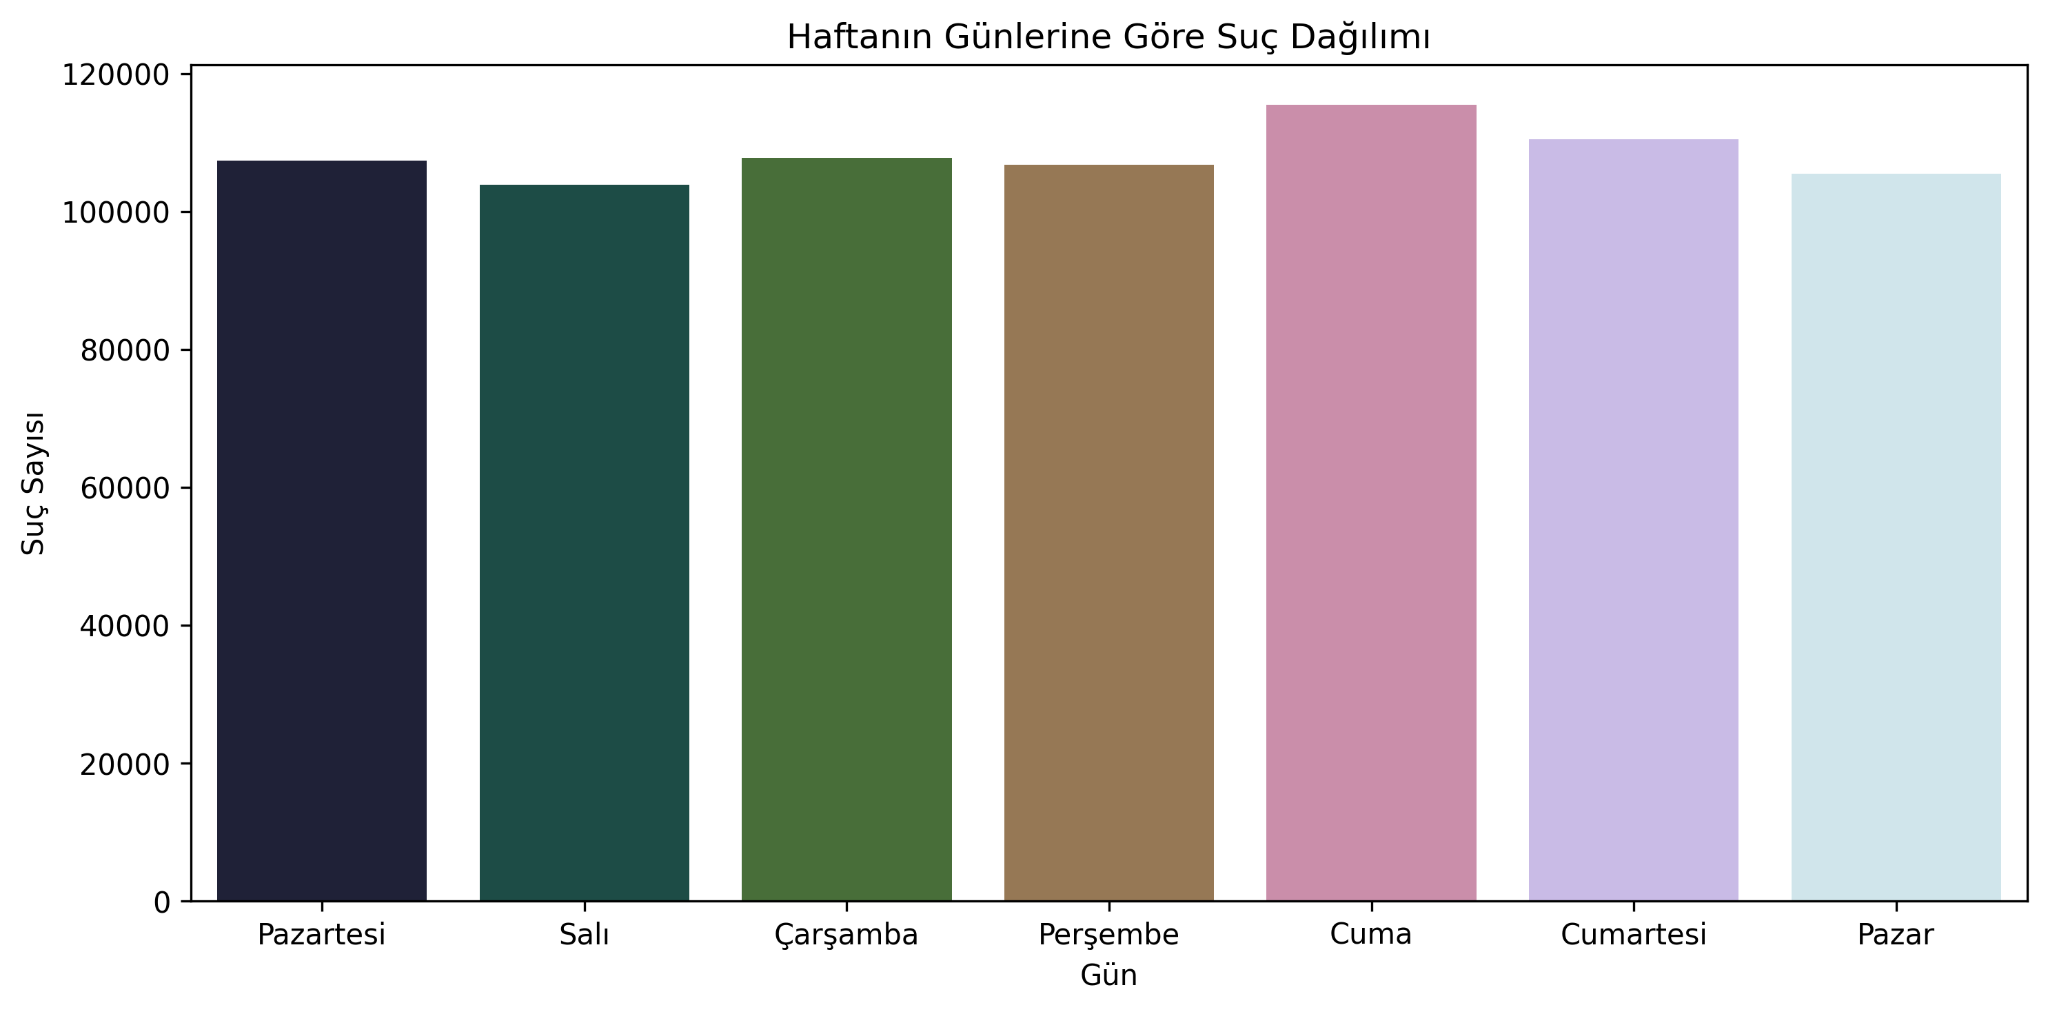 Haftanın Günlerine Göre Suç Dağılımı
120000
100000
80000
60000
40000
20000
0
Suç Sayısı
Pazartesi
Salı
Çarşamba
Perşembe
Cuma
Cumartesi
Pazar
Gün